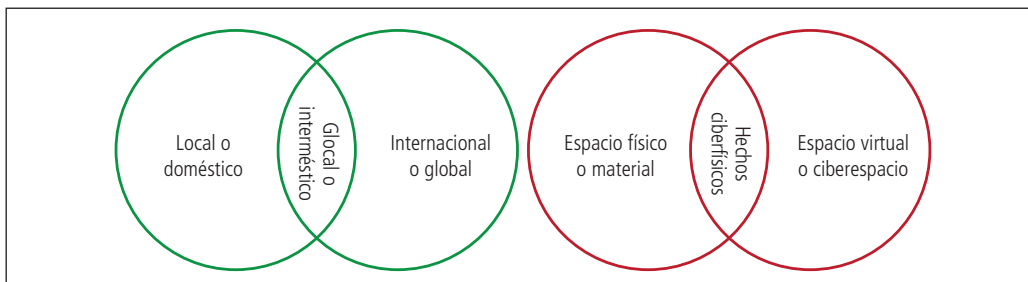 Local o
doméstico
Glocal o
interméstico
Internacional
o global
Espacio físico
o material
Hechos
ciberfísicos
Espacio virtual
o ciberespacio